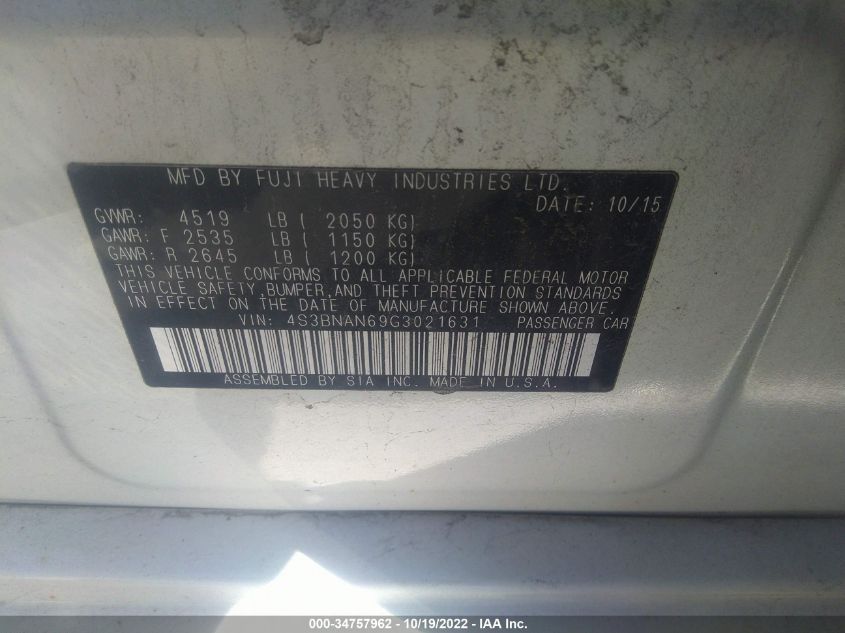 MFD BY FUJI HEAVY INDUSTRIES LTD.
DATE: 10/15
GVWR: 4519 LB ( 2050 KG)
GAWR: F 2535 LB ( 1150 KG)
GAWR: R 2645 LB ( 1200 KG)
THIS VEHICLE CONFORMS TO ALL APPLICABLE FEDERAL MOTOR
VEHICLE SAFETY,BUMPER,AND THEFT PREVENTION STANDARDS
IN EFFECT ON THE DATE OF MANUFACTURE SHOWN ABOVE.
VIN: 4S3BNAN69G3021631 PASSENGER CAR
ASSEMBLED BY SIA INC. MADE IN U.S.A.
000-34757962 - 10/19/2022 - IAA Inc.